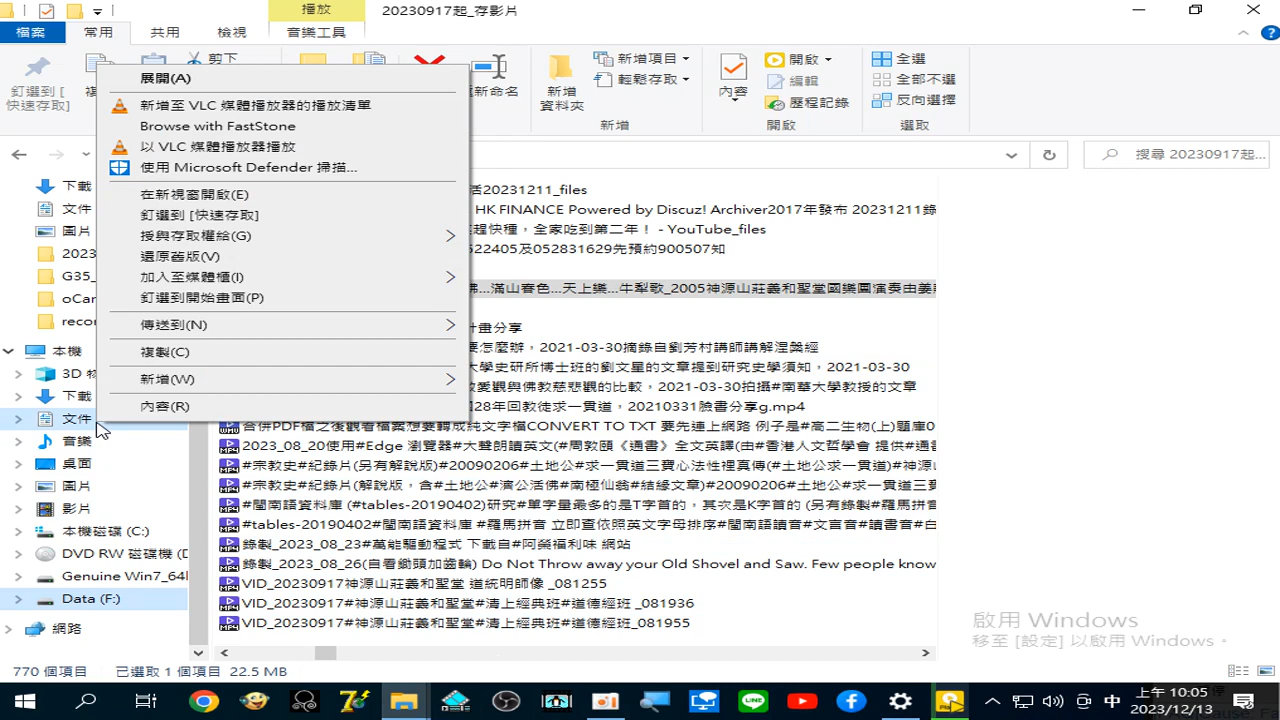 播放
20230917起_存影片
檔案
常用
共用
檢視
音樂工具
釘選到 [
快速存取]
剪下
新增
資料夾
新增項目
輕鬆存取
新增
內容
開啟
編輯
歷程記錄
開啟
全選
全部不選
反向選擇
選取
搜尋 20230917起...
展開(A)
新增至 VLC 媒體播放器的播放清單
Browse with FastStone
以 VLC 媒體播放器播放
使用 Microsoft Defender 掃描...
在新視窗開啟(E)
釘選到 [快速存取]
授與存取權給(G)
還原舊版(V)
加入至媒體櫃(I)
釘選到開始畫面(P)
傳送到(N)
複製(C)
新增(W)
內容(R)
下載
文件
圖片
2023
G35_
oCar
recor
本機
3D 物
下載
文件
音樂
桌面
圖片
影片
本機磁碟 (C:)
DVD RW 磁碟機 (D
Genuine Win7_64l
Data (F:)
網路
20231211_files
HK FINANCE Powered by Discuz! Archiver2017年發布 20231211錄
快種，全家吃到第二年！ - YouTube_files
522405及052831629先預約900507知
...滿山春色...天上樂...牛犁歌_2005神源山莊義和聖堂國樂團演奏由義
計畫分享
怎麼辦，2021-03-30摘錄自劉芳村講師講解涅槃經
大學史研所博士班的劉文星的文章提到研究史學須知，2021-03-30
愛觀與佛教慈悲觀的比較，20210331拍攝#南華大學教授的文章
和28年回教徒求一貫道，20210331臉書分享g.mp4
合併PDF檔之後觀看檔案想要轉成純文字檔CONVERT TO TXT 要先連上網路 例子是#高二生物(上)題庫0
2023_08_20使用#Edge 瀏覽器#大聲朗讀英文(#周敦頤《通書》全文英譯(由#香港人文哲學會 提供#潘
#宗教史#紀錄片(另有解說版)#20090206#土地公#求一貫道三寶心法性裡真傳(#土地公#求一貫道)#神源山
#宗教史#紀錄片(解說版，含#土地公#濟公活佛#南極仙翁#結緣文章)#20090206#土地公#求一貫道三寶心
#閩南語資料庫 (#tables-20190402)研究#單字量最多的是T字首的，其次是K字首的 (另有錄製#解說版)
#tables-20190402#閩南語資料庫 #羅馬拼音 立即查依照英文字母排序#閩南語讀音#文言音#讀書音#白
錄製_2023_08_23#萬能驅動程式 下載自#阿榮福利味 網站
錄製_2023_08_26(自看鋤頭加齒輪) Do Not Throw away your Old Shovel and Saw. Few people know
VID_20230917神源山莊義和聖堂 道統明師像 _081255
VID_20230917#神源山莊義和聖堂#清上經典班#道德經班 _081936
VID_20230917#神源山莊義和聖堂#清上經典班#道德經班 _081955
啟用 Windows
移至 [設定] 以啟用 Windows。
770 個項目
已選取 1 個項目 22.5 MB
中
上午 10:05
2023/12/13